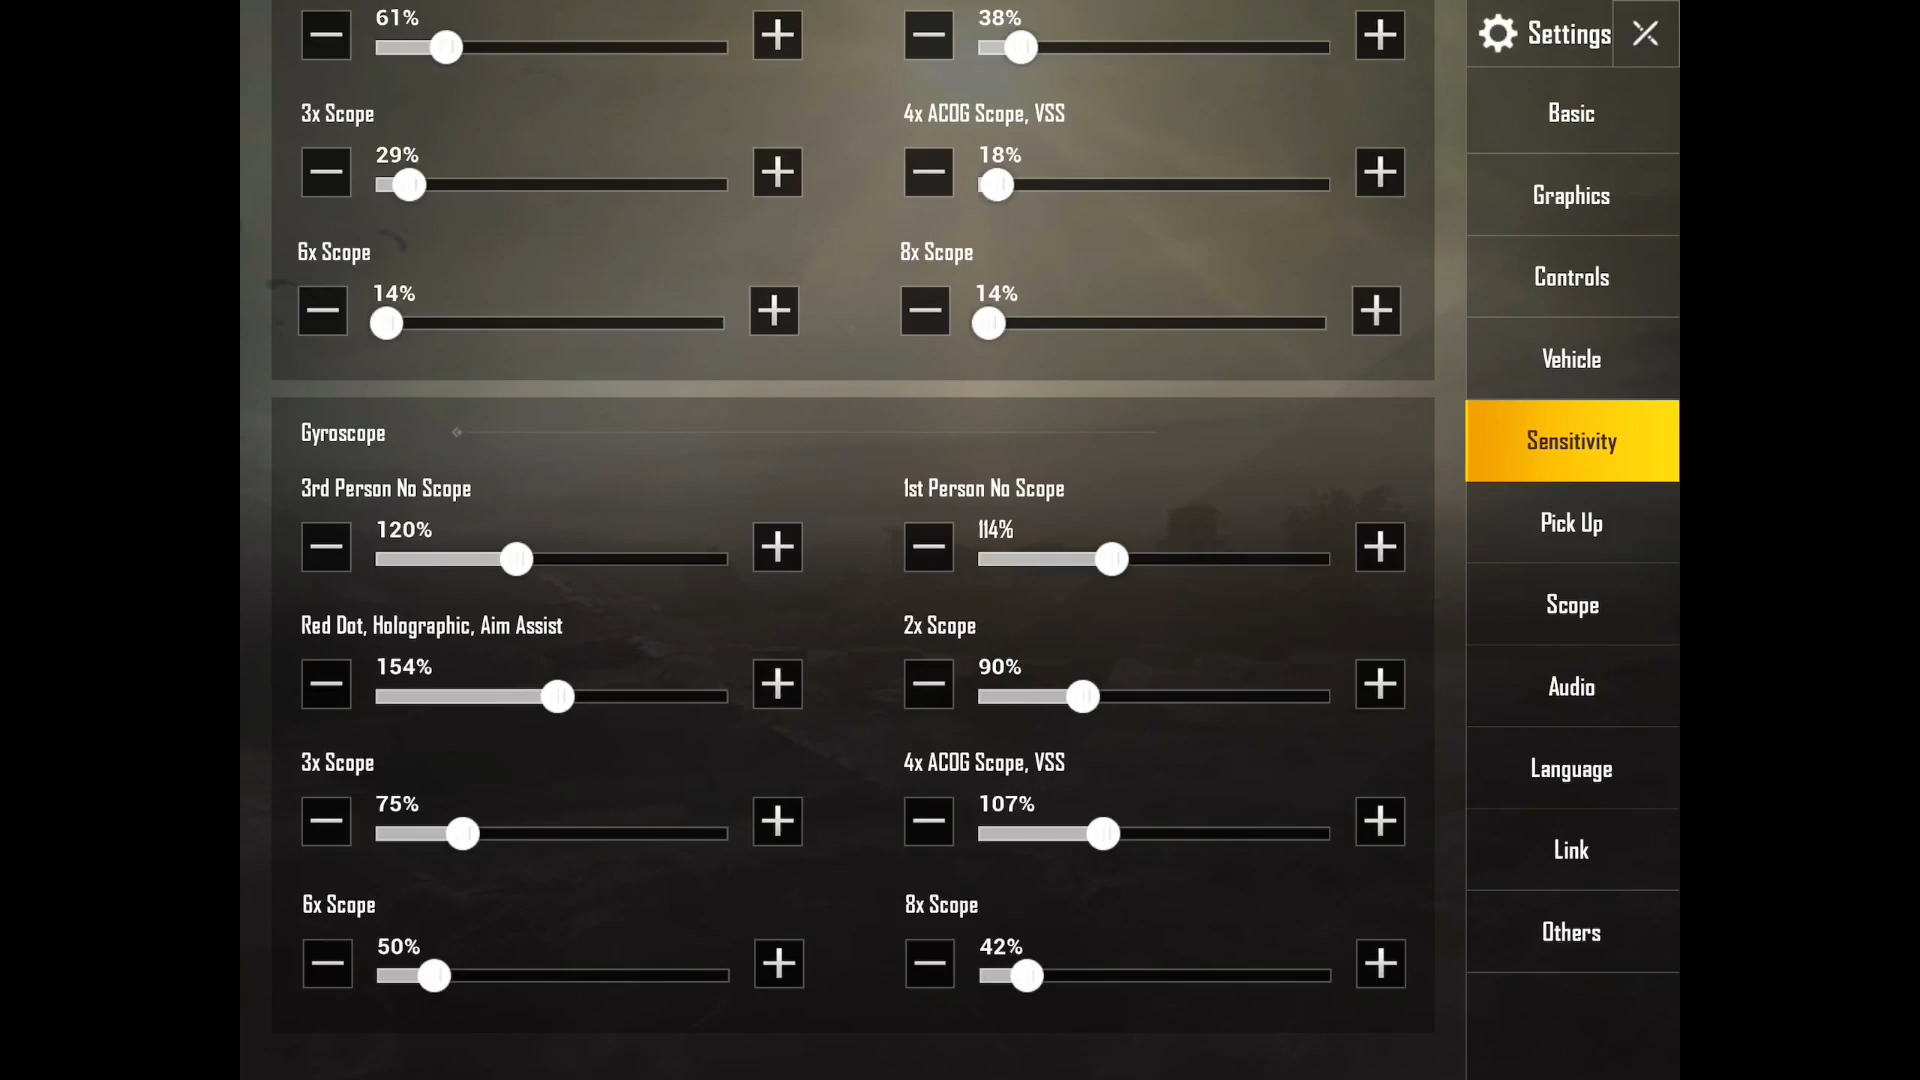 61%
38%
3x Scope
4x ACOG Scope, VSS
29%
18%
6x Scope
8x Scope
14%
14%
Gyroscope
3rd Person No Scope
1st Person No Scope
120%
114%
Red Dot, Holographic, Aim Assist
2x Scope
154%
90%
3x Scope
4x ACOG Scope, VSS
75%
107%
6x Scope
8x Scope
50%
42%
Settings
Basic
Graphics
Controls
Vehicle
Sensitivity
Pick Up
Scope
Audio
Language
Link
Others